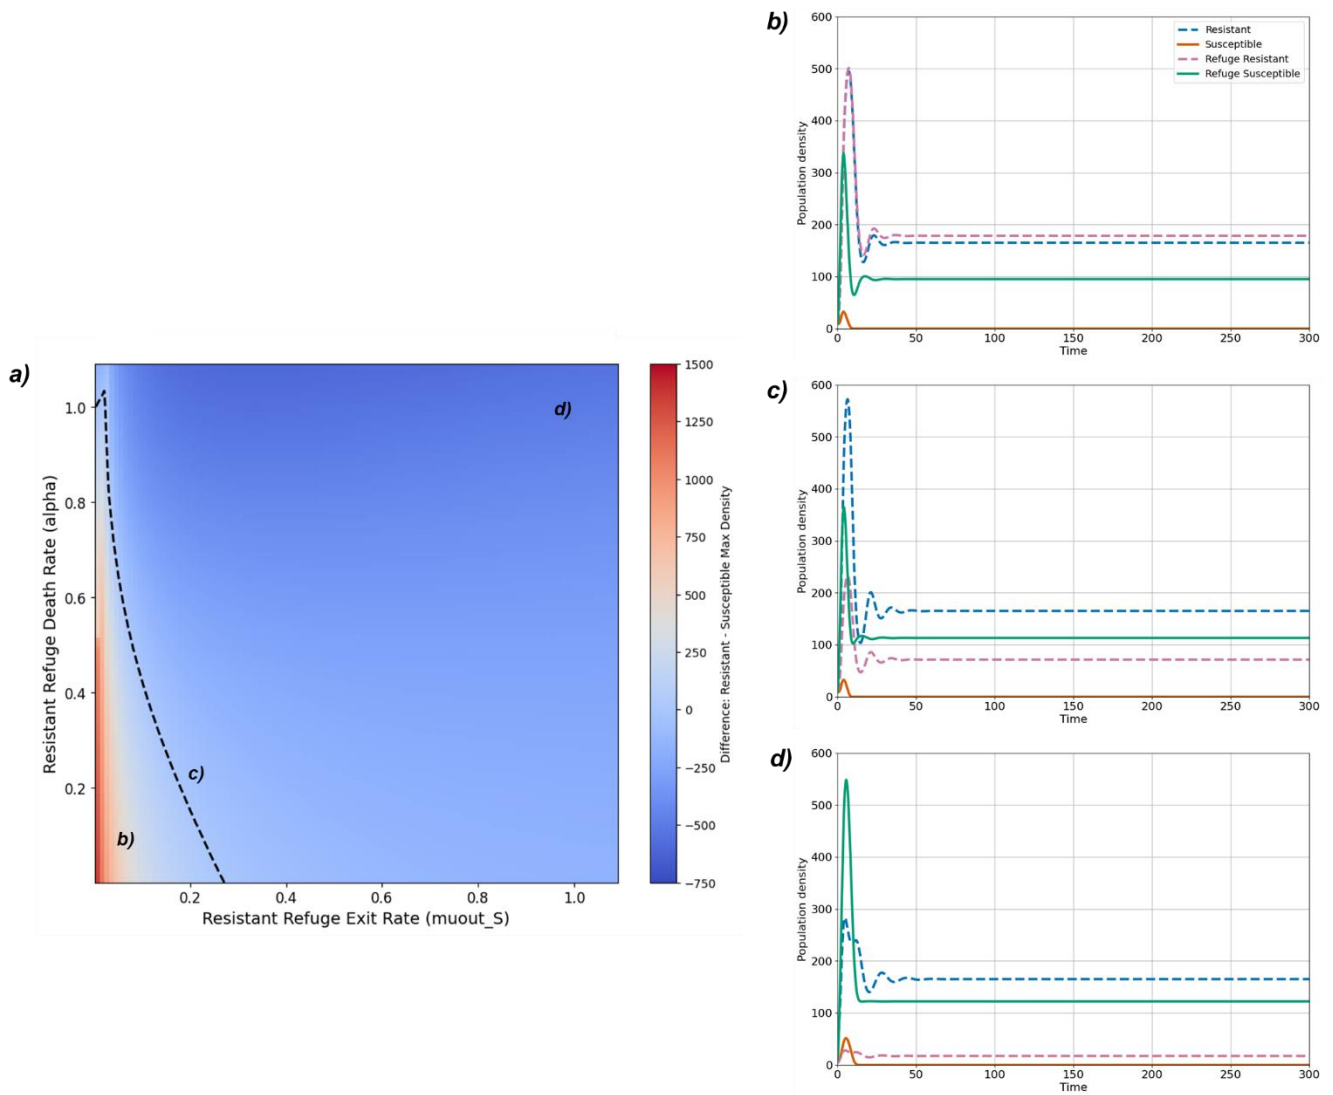 a)
Resistant Refuge Death Rate (alpha)
1.0
0.8
0.6
0.4
0.2
0.2 0.4 0.6 0.8 1.0
Resistant Refuge Exit Rate (muout_S)
b)
c)
d)
1500
1250
1000
750
500
250
0
−250
−500
−750
Difference: Resistant - Susceptible Max Density
b)
Population density
600
500
400
300
200
100
0
0 50 100 150 200 250 300
Time
Resistant
Susceptible
Refuge Resistant
Refuge Susceptible
c)
Population density
600
500
400
300
200
100
0
0 50 100 150 200 250 300
Time
d)
Population density
600
500
400
300
200
100
0
0 50 100 150 200 250 300
Time